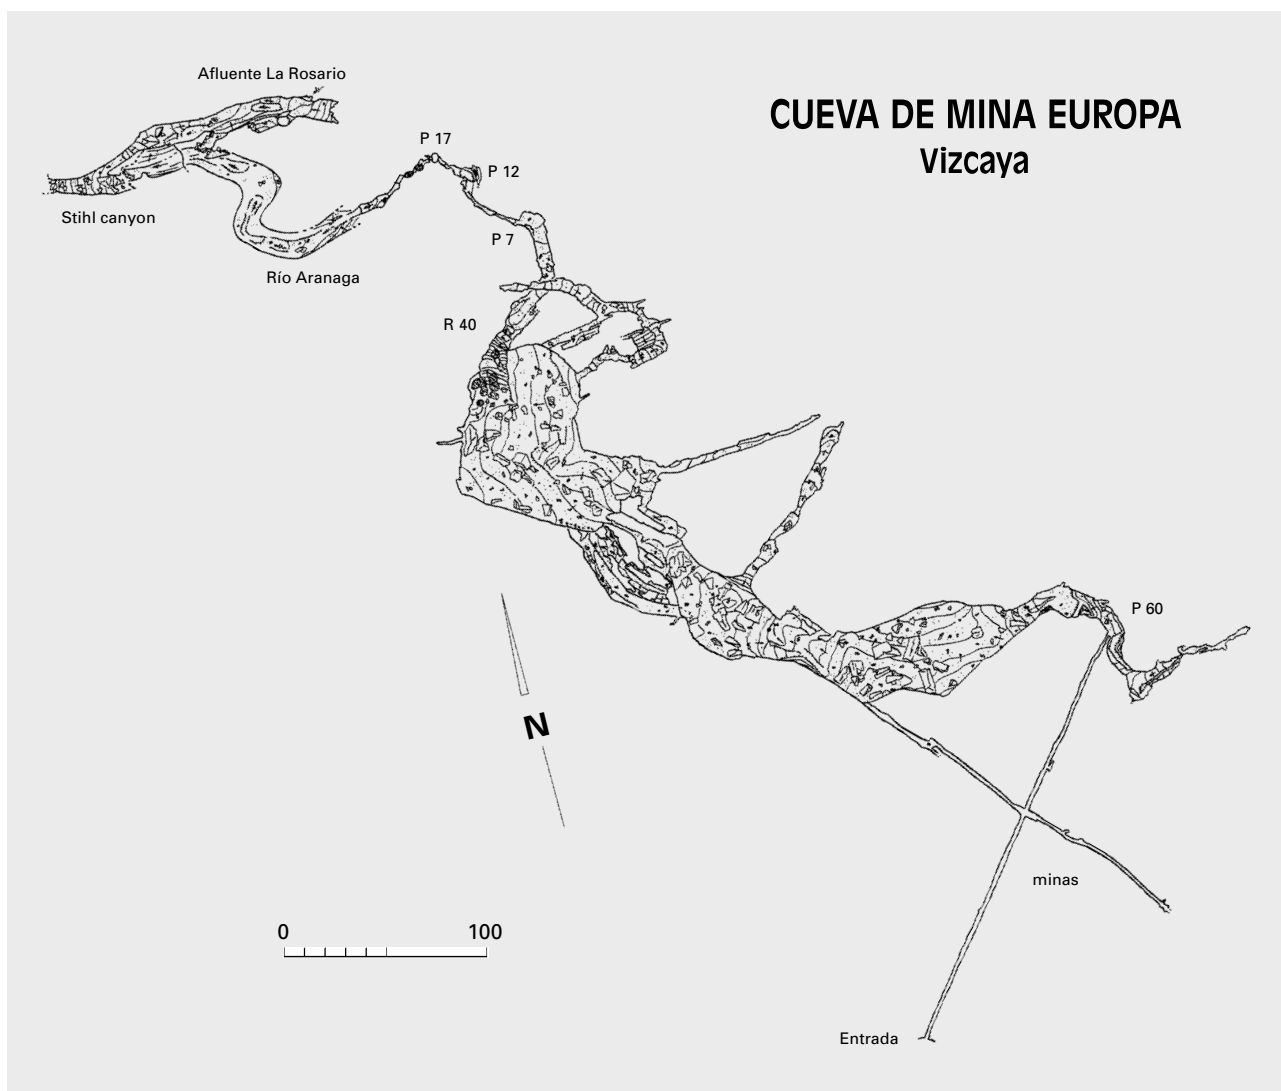 Afluente La Rosario
CUEVA DE MINA EUROPA
Vizcaya
P 17
P 12
Stihl canyon
P 7
Río Aranaga
R 40
P 60
N
minas
0 100
Entrada